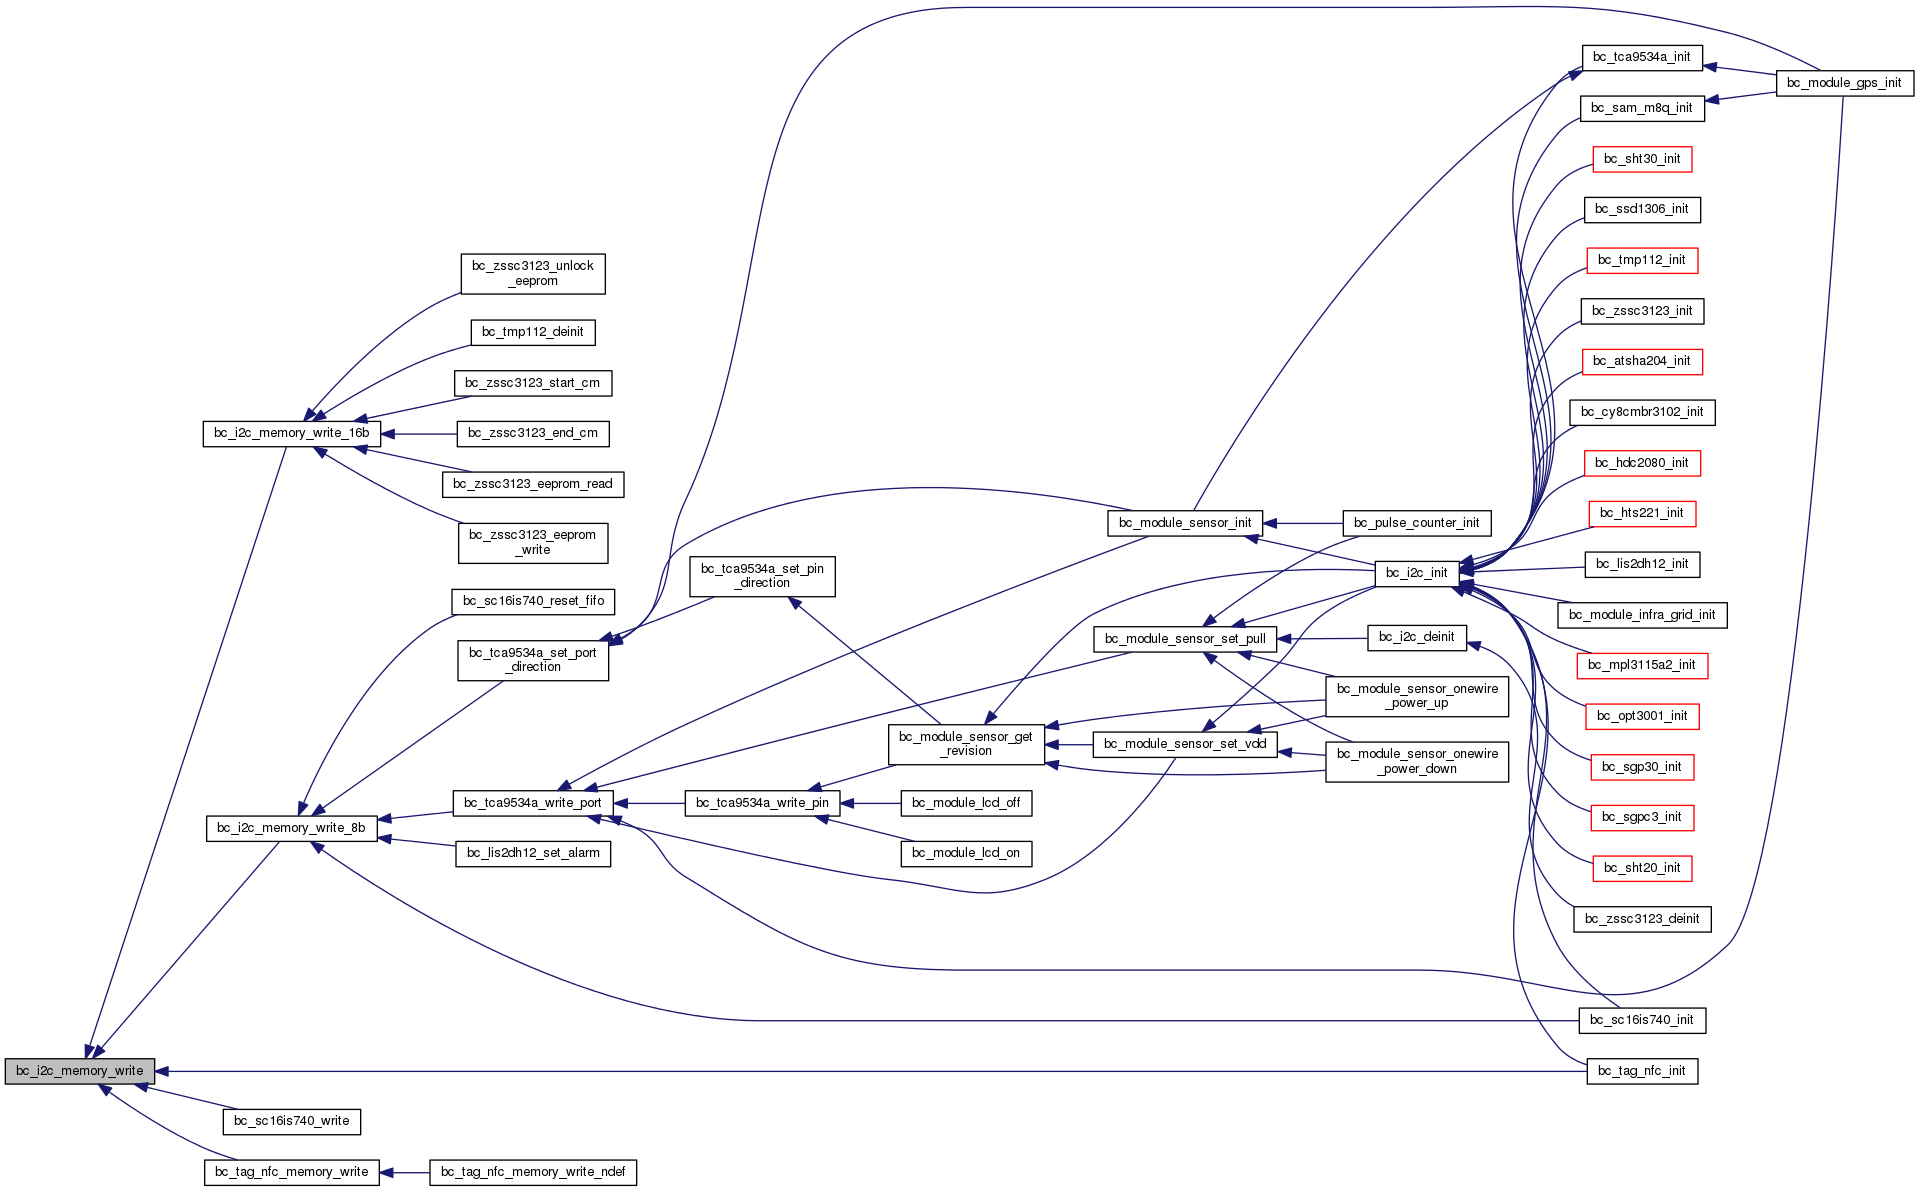 bc_tca9534a_init
bc_module_gps_init
bc_sam_m8q_init
bc_sht30_init
bc_ssd1306_init
bc_tmp112_init
bc_zssc3123_init
bc_atsha204_init
bc_cy8cmbr3102_init
bc_hdc2080_init
bc_hts221_init
bc_lis2dh12_init
bc_module_infra_grid_init
bc_mpl3115a2_init
bc_opt3001_init
bc_sgp30_init
bc_sgpc3_init
bc_sht20_init
bc_zssc3123_deinit
bc_sc16is740_init
bc_tag_nfc_init
bc_zssc3123_unlock
_eeprom
bc_tmp112_deinit
bc_zssc3123_start_cm
bc_i2c_memory_write_16b
bc_zssc3123_end_cm
bc_zssc3123_eeprom_read
bc_zssc3123_eeprom
_write
bc_module_sensor_init
bc_pulse_counter_init
bc_i2c_init
bc_tca9534a_set_pin
_direction
bc_sc16is740_reset_fifo
bc_tca9534a_set_port
_direction
bc_module_sensor_set_pull
bc_i2c_deinit
bc_module_sensor_onewire
_power_up
bc_module_sensor_get
_revision
bc_module_sensor_set_vdd
bc_module_sensor_onewire
_power_down
bc_tca9534a_write_port
bc_tca9534a_write_pin
bc_module_lcd_off
bc_i2c_memory_write_8b
bc_lis2dh12_set_alarm
bc_module_lcd_on
bc_i2c_memory_write
bc_sc16is740_write
bc_tag_nfc_memory_write
bc_tag_nfc_memory_write_ndef